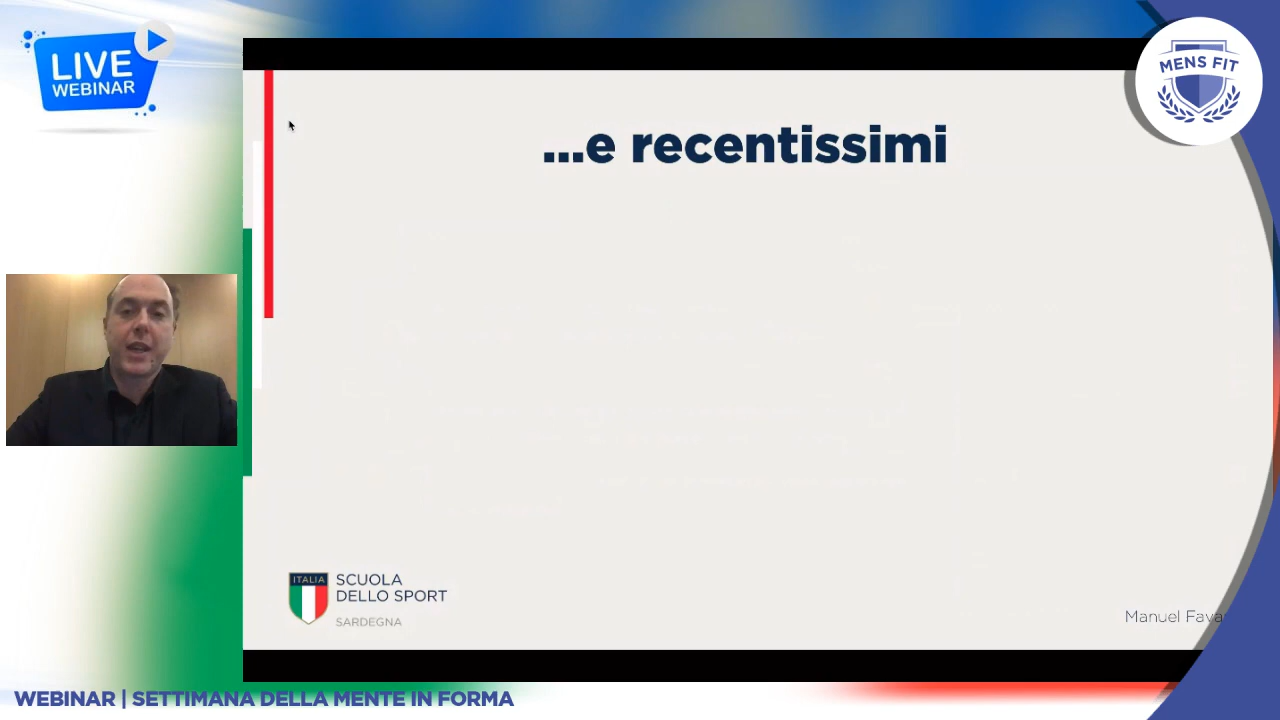 LIVE
WEBINAR
MENS FIT
...e recentissimi
ITALIA
SCUOLA
DELLO SPORT
SARDEGNA
Manuel Fava
WEBINAR | SETTIMANA DELLA MENTE IN FORMA